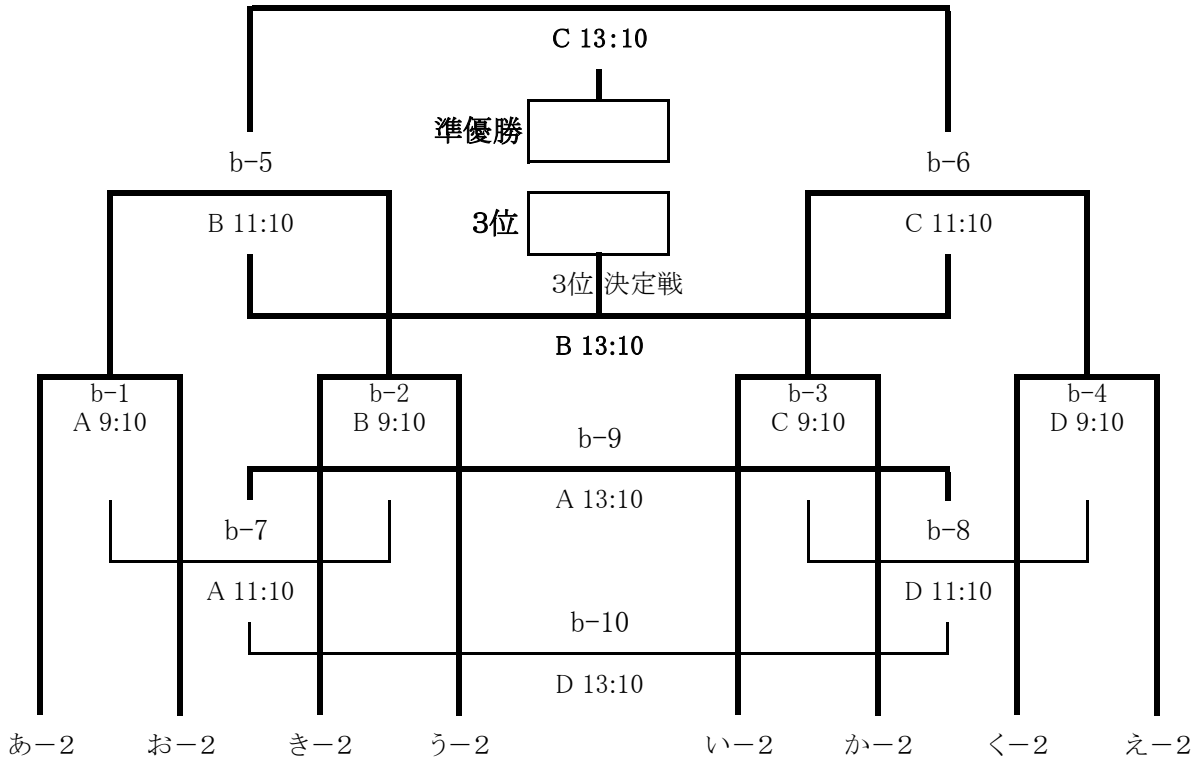 C 13:10
準優勝
b-5
b-6
3位
B 11:10
C 11:10
3位 決定戦
B 13:10
b-1
b-2
b-3
b-4
A 9:10
B 9:10
C 9:10
D 9:10
b-9
A 13:10
b-7
b-8
A 11:10
D 11:10
b-10
D 13:10
あ－2
お－2
き－2
う－2
い－2
か－2
く－2
え－2